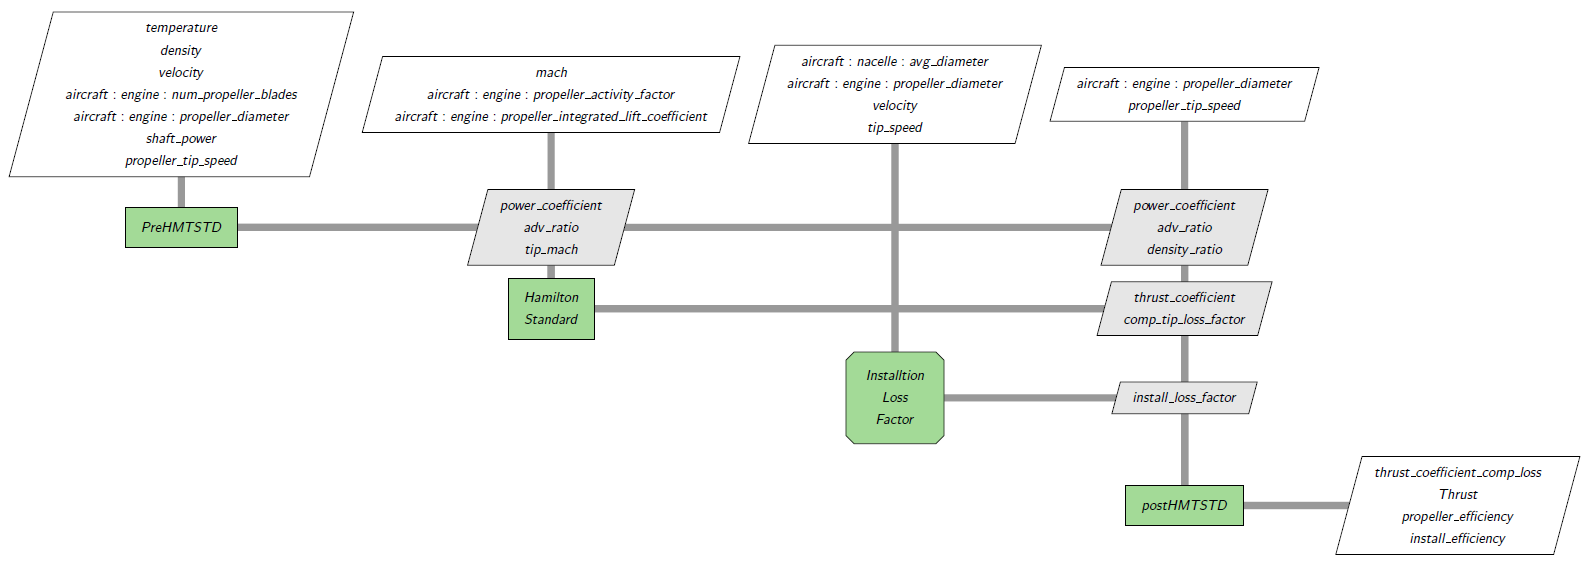 temperature
density
velocity
aircraft : engine : num_propeller_blades
aircraft : engine : propeller_diameter
shaft_power
propeller_tip_speed
mach
aircraft : engine : propeller_activity_factor
aircraft : engine : propeller_integrated_lift_coefficient
aircraft : nacelle : avg_diameter
aircraft : engine : propeller_diameter
velocity
tip_speed
aircraft : engine : propeller_diameter
propeller_tip_speed
PreHMTSTD
power_coefficient
adv_ratio
tip_mach
power_coefficient
adv_ratio
density_ratio
Hamilton
Standard
thrust_coefficient
comp_tip_loss_factor
Installtion
Loss
Factor
install_loss_factor
postHMTSTD
thrust_coefficient_comp_loss
Thrust
propeller_efficiency
install_efficiency